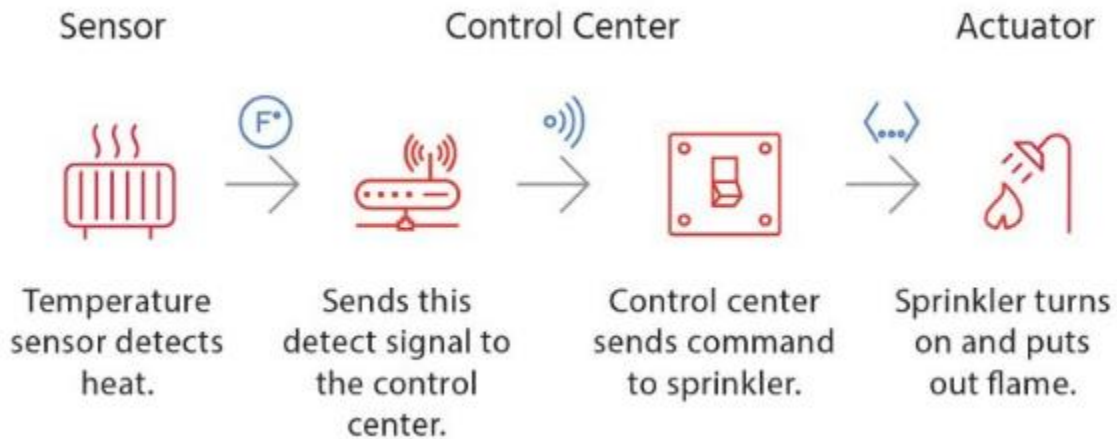 Sensor
Control Center
Actuator
F°
Temperature
sensor detects
heat.
Sends this
detect signal to
the control
center.
Control center
sends command
to sprinkler.
Sprinkler turns
on and puts
out flame.